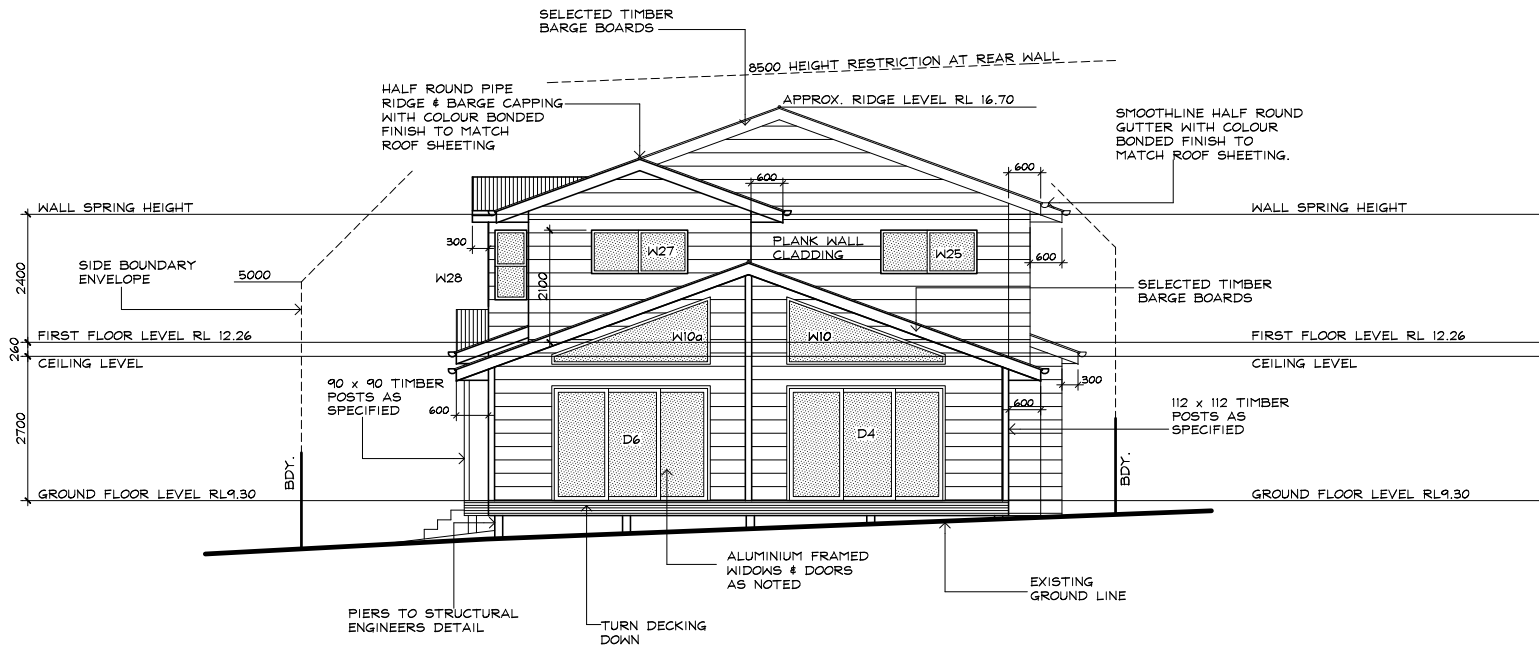 SELECTED TIMBER
BARGE BOARDS
8500 HEIGHT RESTRICTION AT REAR WALL
HALF ROUND PIPE
RIDGE & BARGE CAPPING
WITH COLOUR BONDED
FINISH TO MATCH
ROOF SHEETING
APPROX. RIDGE LEVEL RL 16.70
SMOOTHLINE HALF ROUND
GUTTER WITH COLOUR
BONDED FINISH TO
MATCH ROOF SHEETING.
600
600
WALL SPRING HEIGHT
WALL SPRING HEIGHT
300
W27
PLANK WALL
CLADDING
W25
600
SIDE BOUNDARY
ENVELOPE
5000
W28
2100
2400
SELECTED TIMBER
BARGE BOARDS
FIRST FLOOR LEVEL RL 12.26
W10a
W10
FIRST FLOOR LEVEL RL 12.26
260
CEILING LEVEL
CEILING LEVEL
300
90 x 90 TIMBER
POSTS AS
SPECIFIED
600
600
112 x 112 TIMBER
POSTS AS
SPECIFIED
2700
D6
D4
BDY.
BDY.
GROUND FLOOR LEVEL RL9.30
GROUND FLOOR LEVEL RL9.30
ALUMINIUM FRAMED
WIDOWS & DOORS
AS NOTED
EXISTING
GROUND LINE
PIERS TO STRUCTURAL
ENGINEERS DETAIL
TURN DECKING
DOWN